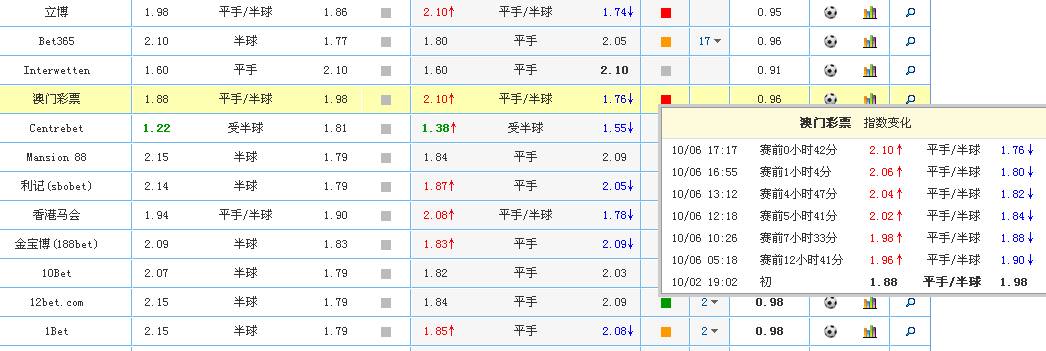 立博 1.98 平手/半球 1.86 2.10↑ 平手/半球 1.74↓ 0.95
Bet365 2.10 半球 1.77 1.80 平手 2.05 17 0.96
Interwetten 1.60 平手 2.10 1.60 平手 2.10 0.91
澳门彩票 1.88 平手/半球 1.98 2.10↑ 平手/半球 1.76↓ 0.96
Centrebet 1.22 受半球 1.81 1.38↑ 受半球 1.55↓
Mansion 88 2.15 半球 1.79 1.84 平手 2.09
利记(sbobet) 2.14 半球 1.79 1.87↑ 平手 2.05↓
香港马会 1.94 平手/半球 1.90 2.08↑ 平手/半球 1.78↓
金宝博(188bet) 2.09 半球 1.83 1.83↑ 平手 2.09↓
10Bet 2.07 半球 1.79 1.82 平手 2.03
12bet.com 2.15 半球 1.79 1.84 平手 2.09 2 0.98
1Bet 2.15 半球 1.79 1.85↑ 平手 2.08↓ 2 0.98
澳门彩票 指数变化
10/06 17:17 赛前0小时42分 2.10↑ 平手/半球 1.76↓
10/06 16:55 赛前1小时4分 2.06↑ 平手/半球 1.80↓
10/06 13:12 赛前4小时47分 2.04↑ 平手/半球 1.82↓
10/06 12:18 赛前5小时41分 2.02↑ 平手/半球 1.84↓
10/06 10:26 赛前7小时33分 1.98↑ 平手/半球 1.88↓
10/06 05:18 赛前12小时41分 1.96↑ 平手/半球 1.90↓
10/02 19:02 初 1.88 平手/半球 1.98